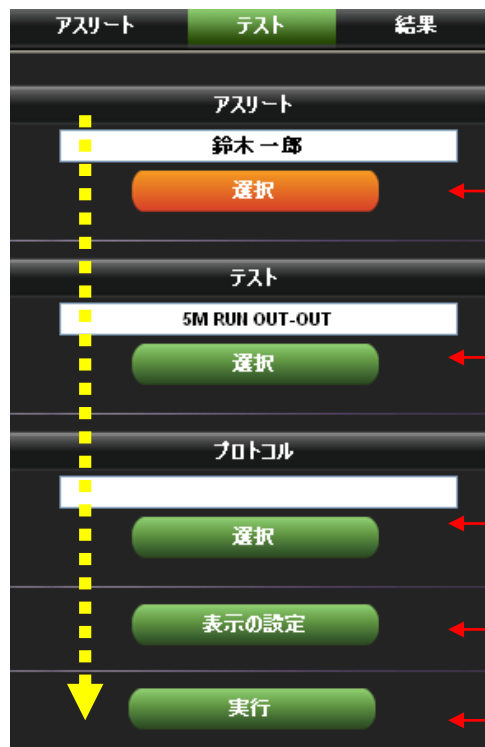 アスリート テスト 結果
アスリート
鈴木 一郎
選択
テスト
5M RUN OUT-OUT
選択
プロトコル
選択
表示の設定
実行